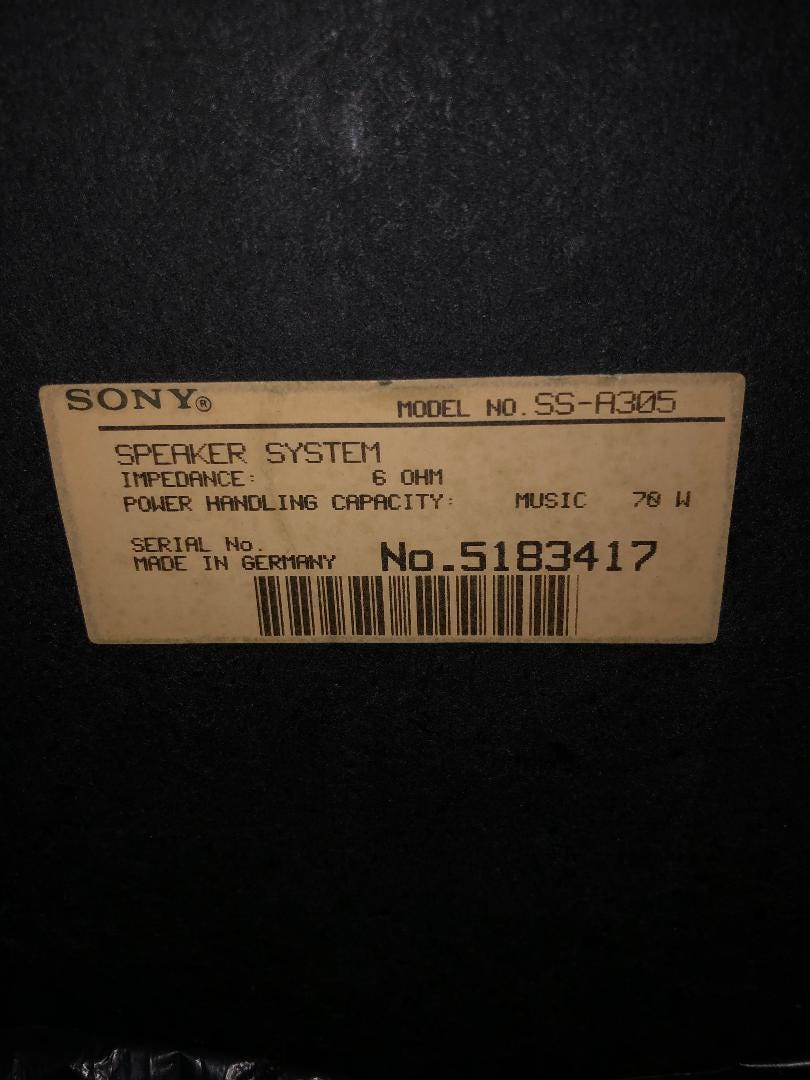 SONY®
MODEL NO. SS-A305
SPEAKER SYSTEM
IMPEDANCE: 6 OHM
POWER HANDLING CAPACITY: MUSIC 70 W
SERIAL No.
MADE IN GERMANY No.5183417